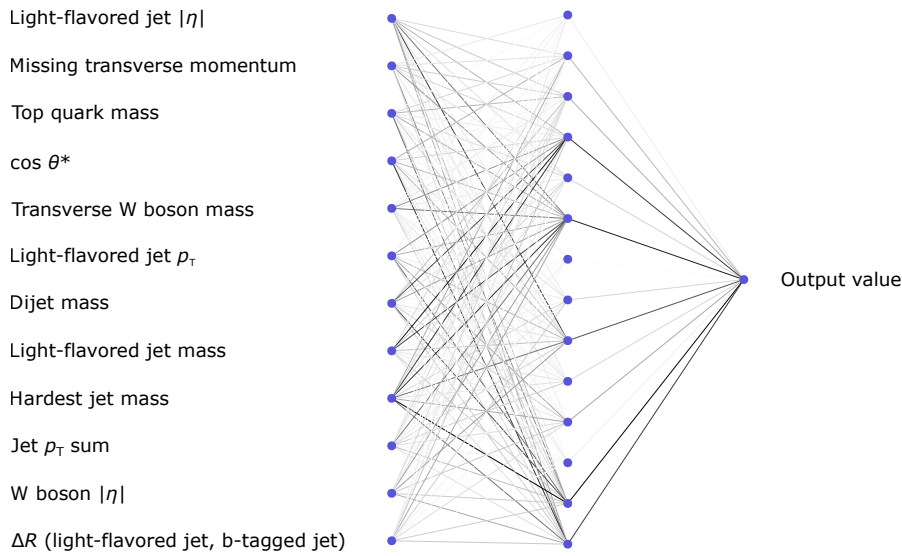 Light-flavored jet |η|
Missing transverse momentum
Top quark mass
cos θ*
Transverse W boson mass
Light-flavored jet pT
Dijet mass
Output value
Light-flavored jet mass
Hardest jet mass
Jet pT sum
W boson |η|
ΔR (light-flavored jet, b-tagged jet)